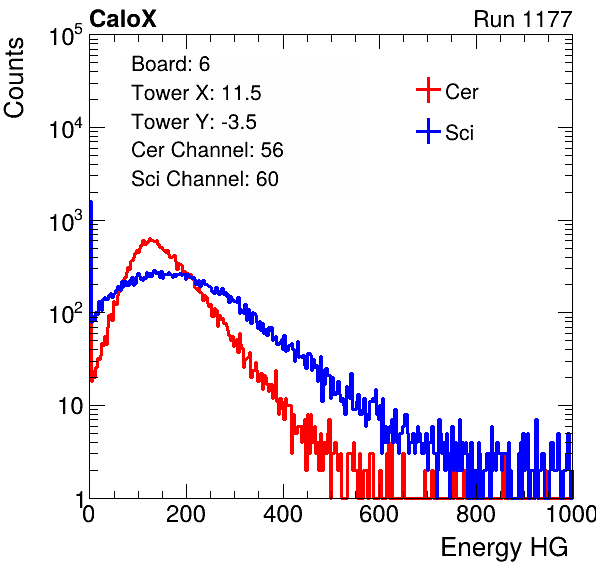 CaloX Run 1177
Counts
10^5
10^4
10^3
10^2
10
1
Board: 6
Tower X: 11.5
Tower Y: -3.5
Cer Channel: 56
Sci Channel: 60
Cer
Sci
0 200 400 600 800 1000
Energy HG